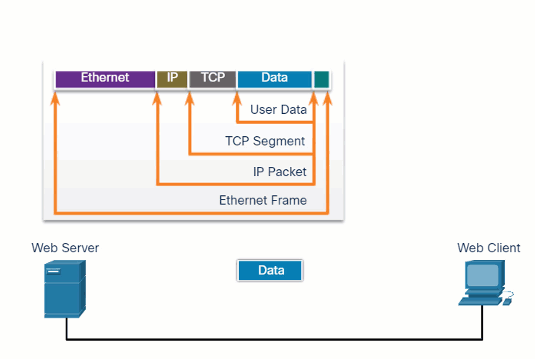 Ethernet IP TCP Data
User Data
TCP Segment
IP Packet
Ethernet Frame
Web Server
Web Client
Data